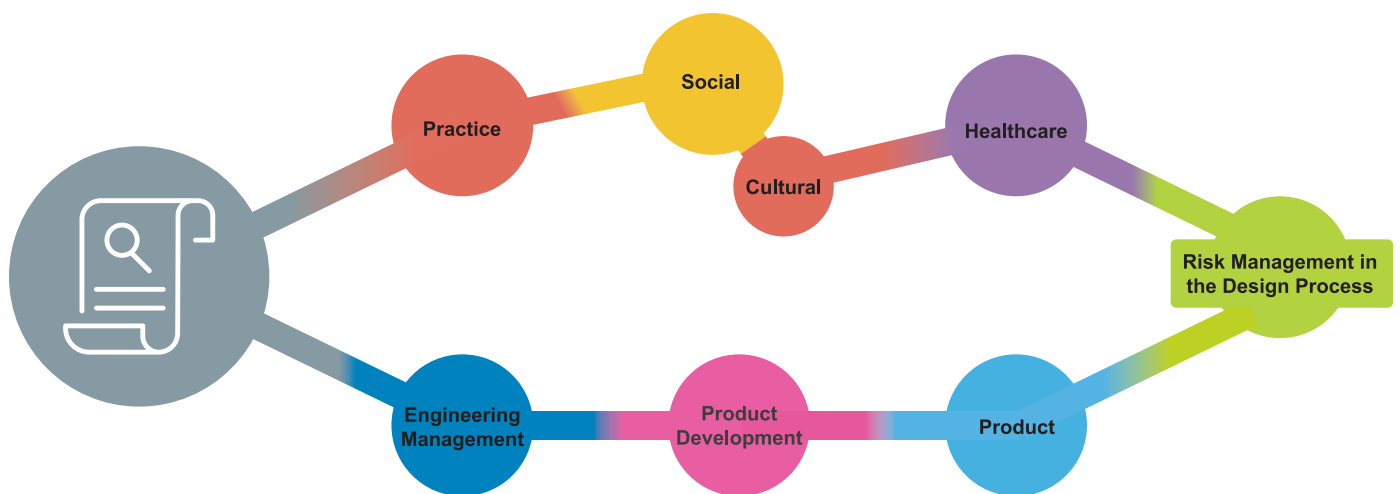 Practice
Social
Cultural
Healthcare
Risk Management in
the Design Process
Engineering
Management
Product
Development
Product